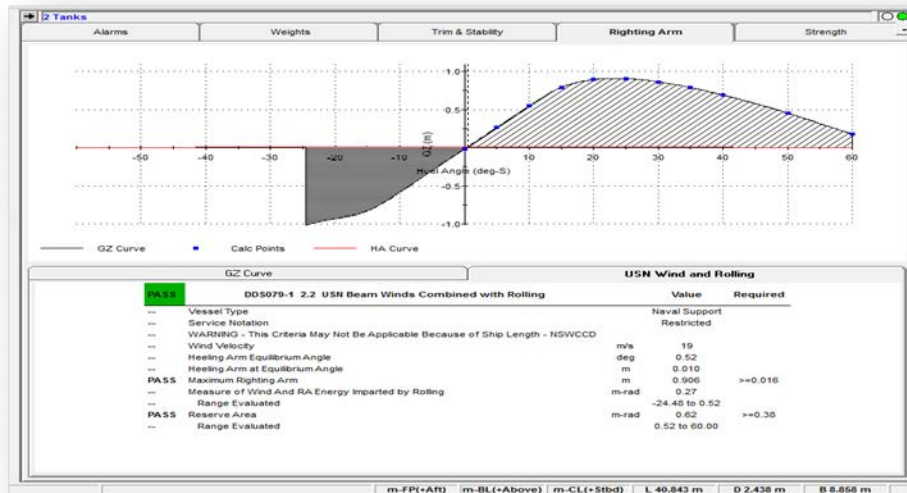 2 Tanks
Alarms Weights Trim & Stability Righting Arm Strength
1.0
0.5
-50 -40 -30 -20 -10 0 10 20 30 40 50 60
GZ (m)
Heel Angle (deg-S)
-0.5
-1.0
GZ Curve Calc Points HA Curve
GZ Curve USN Wind and Rolling
PASS DDS079-1 2.2 USN Beam Winds Combined with Rolling Value Required
-- Vessel Type Naval Support
-- Service Notation Restricted
-- WARNING - This Criteria May Not Be Applicable Because of Ship Length - NSWCCD
-- Wind Velocity m/s 19
-- Heeling Arm Equilibrium Angle deg 0.52
-- Heeling Arm at Equilibrium Angle m 0.010
PASS Maximum Righting Arm m 0.906 >=0.016
-- Measure of Wind And RA Energy Imparted by Rolling m-rad 0.27
-- Range Evaluated -24.48 to 0.52
PASS Reserve Area m-rad 0.62 >=0.38
-- Range Evaluated 0.52 to 60.00
m-FP(+Aft) m-BL(+Above) m-CL(+Stbd) L 40.843 m D 2.438 m B 8.858 m